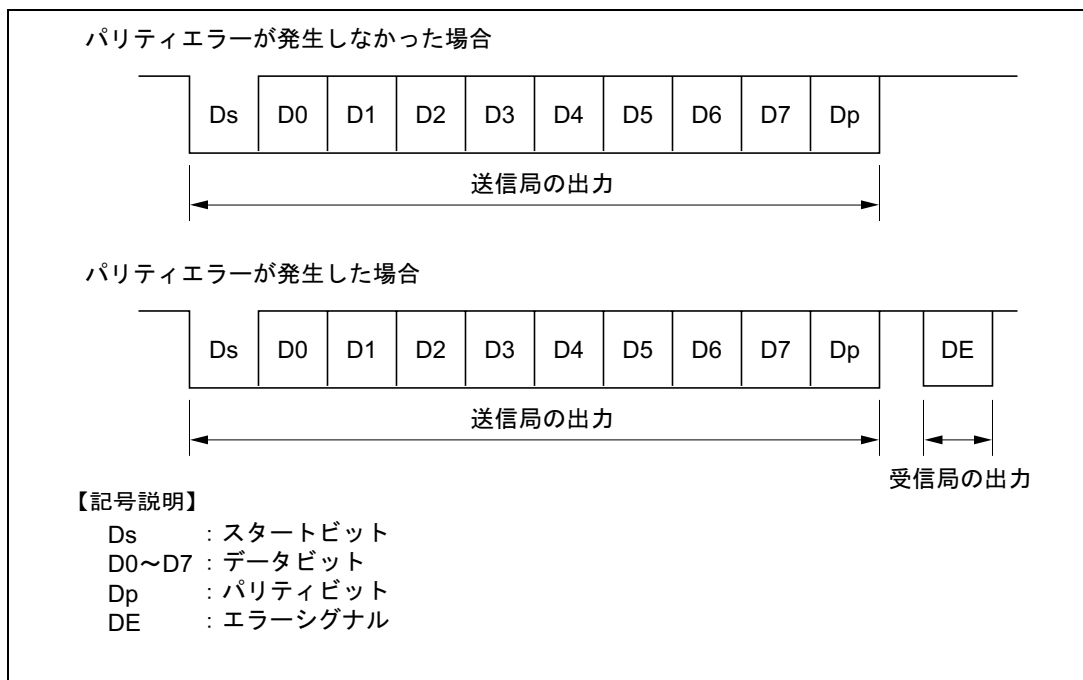 パリティエラーが発生しなかった場合
Ds D0 D1 D2 D3 D4 D5 D6 D7 Dp
送信局の出力
パリティエラーが発生した場合
Ds D0 D1 D2 D3 D4 D5 D6 D7 Dp DE
送信局の出力
受信局の出力
【記号説明】
Ds : スタートビット
D0～D7 : データビット
Dp : パリティビット
DE : エラーシグナル